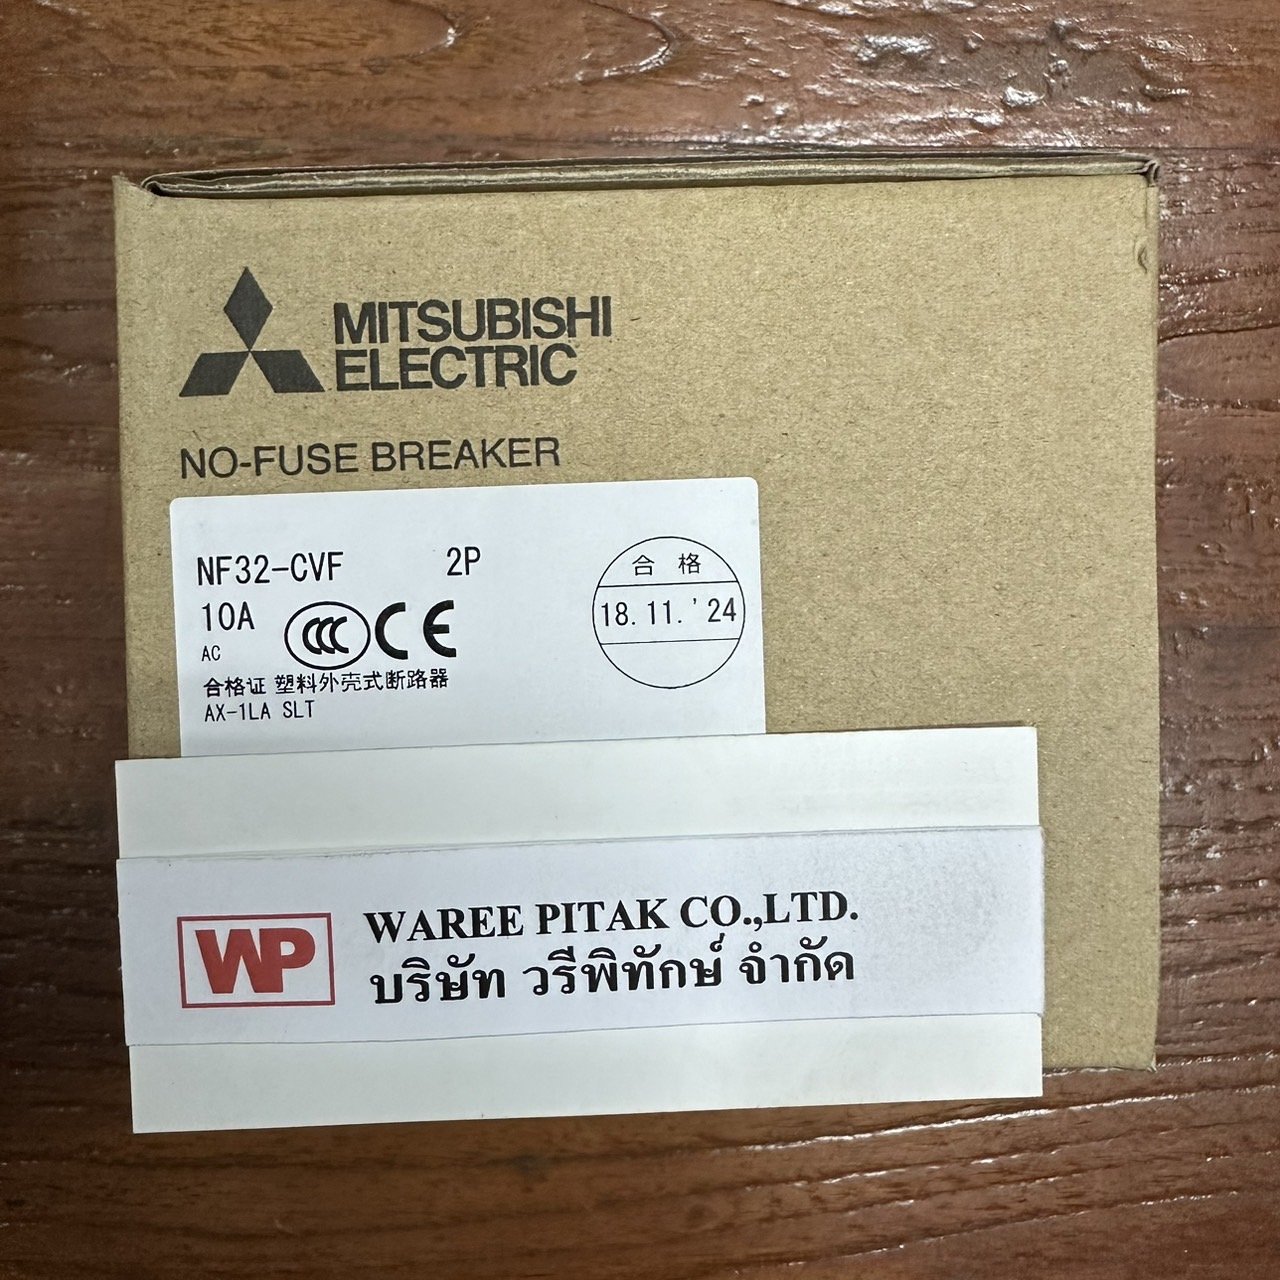 MITSUBISHI
ELECTRIC
NO-FUSE BREAKER
NF32-CVF 2P
10A CCC CE
AC
合格证 塑料外壳式断路器
AX-1LA SLT
合 格
18.11.'24
WP
WAREE PITAK CO.,LTD.
บริษัท วรีพิทักษ์ จำกัด